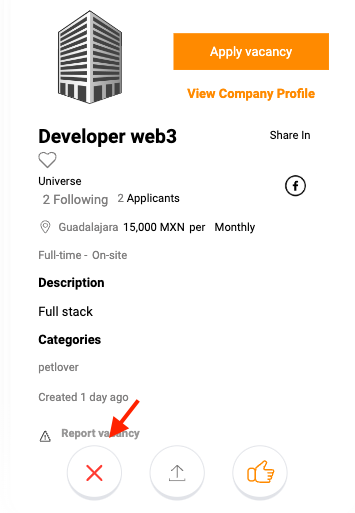 Apply vacancy
View Company Profile
Developer web3
Share In
Universe
2 Following 2 Applicants
Guadalajara 15,000 MXN per Monthly
Full-time - On-site
Description
Full stack
Categories
petlover
Created 1 day ago
Report vacancy